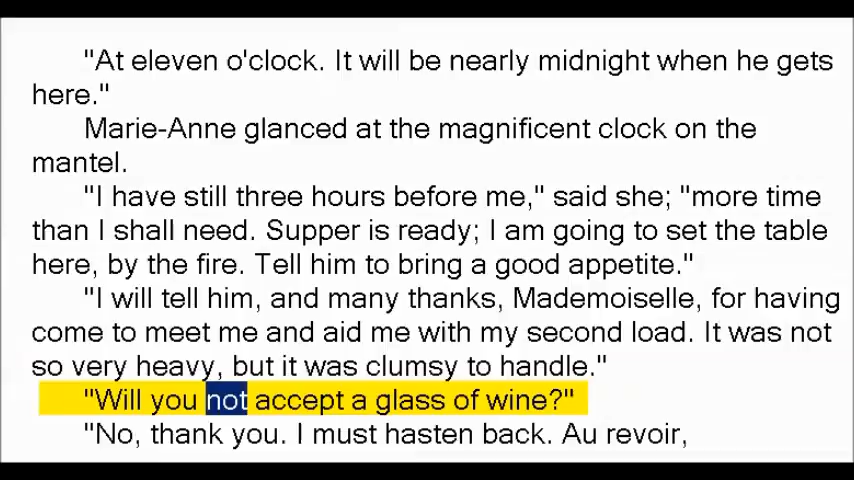 "At eleven o'clock. It will be nearly midnight when he gets
here."
Marie-Anne glanced at the magnificent clock on the
mantel.
"I have still three hours before me," said she; "more time
than I shall need. Supper is ready; I am going to set the table
here, by the fire. Tell him to bring a good appetite."
"I will tell him, and many thanks, Mademoiselle, for having
come to meet me and aid me with my second load. It was not
so very heavy, but it was clumsy to handle."
"Will you not accept a glass of wine?"
"No, thank you. I must hasten back. Au revoir,